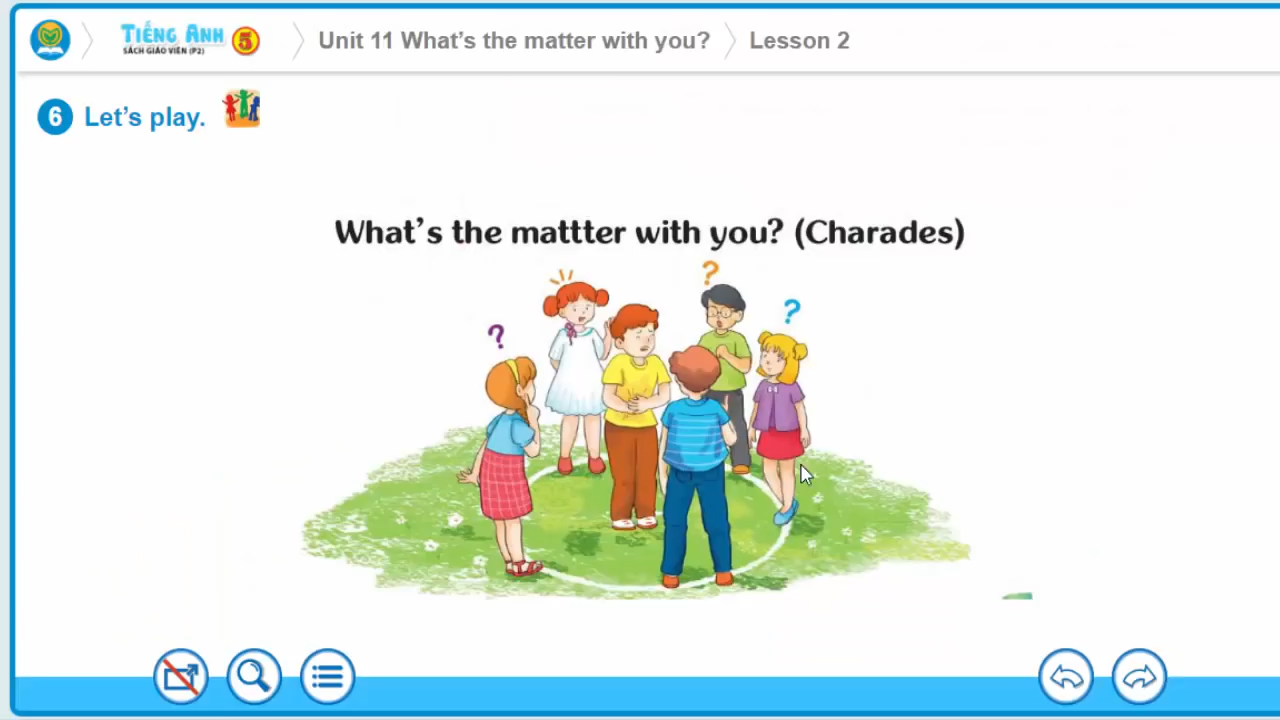 TIẾNG ANH 5
SÁCH GIÁO VIÊN (P2)
Unit 11 What's the matter with you?
Lesson 2
6 Let's play.
What's the mattter with you? (Charades)
? ? ?